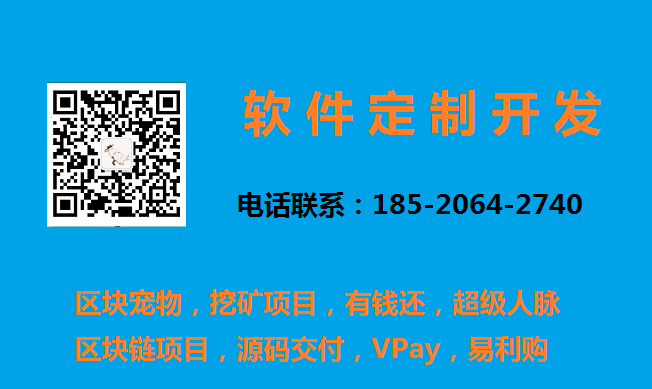 软件定制开发
电话联系：185-2064-2740
区块宠物，挖矿项目，有钱还，超级人脉
区块链项目，源码交付，VPay，易利购